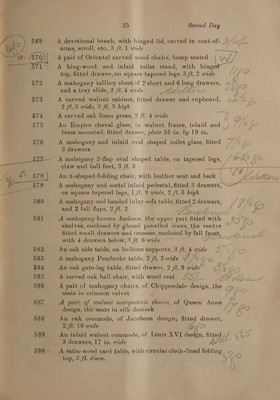 35 Second Day
569 A devotional bench, with hinged lid, carved in coat-of-
arms, scroll, etc., 3 ft. 1 wide
570 A pair of Oriental carved wood chairs, hemp seated
571 A king-wood and inlaid toilet stand, with hinged
top, fitted drawer, on square tapered legs, 3 ft. 2 wide
572 A mahogany tallboy chest of 2 short and 6 long drawers,
and a tray slide, 3 ft. 4 wide
573 A carved walnut cabinet, fitted drawer and cupboard,
2 ft. 3 wide, 3 ft. 3 high
574 A carved oak linen press, 2 ft. 4 wide
575 An Empire cheval glass, in walnut frame, inlaid and
brass mounted, fitted drawer, plate 35 in. by 19 in.
576 A mahogany and inlaid oval shaped toilet glass, fitted
3 drawers
577 A mahogany 2-flap oval shaped table, on tapered legs,
claw and ball feet, 3 ft. 5
578 An X-shaped folding chair, with leather seat and back
579 A mahogany and sontal inlaid pedestal, fitted 3 drawers,
on square tapered legs, 1 ft. 9 wide, 2 ft. 6 high
580 A mahogany and banded inlay sofa table, fitted 2 drawers,
and 2 fall flaps, 2 ft. 2
581 A mahogany bureau bookcase, the upper part fitted with
shelves, enclosed by glazed panelled doors, the centre
fitted small drawers and recesses, enclosed by fall front,
with 4 drawers below, 3 ft. 8 wide
582 An oak side table, on balloon supports, 3 ft. 4 wide
583 A mahogany Pembroke table, 2 ft. 3 wide
584 An oak gate-leg table, fitted drawer, 2 ft. 9 wide
585 A carved oak hall chair, with wood seat
586 A pair of mahogany chairs, of Chippendale design, the
seats in crimson velvet
587 A pair of walnut marqueterie chairs, of Queen Anne
design, the seats in silk damask
588 An oak commode, of Jacobean design, fitted drawer,
2 ft. 10 wide
589 An inlaid walnut commode, of Louis XVI design, fitted
3 drawers, 17 in. wide
590 A satin-wood card table, with circular cloth-lined folding
top, 3 ft. diam.